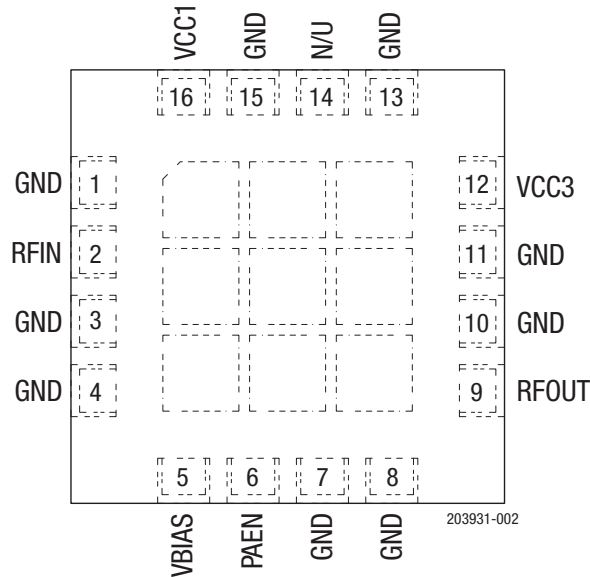 VCC1 GND N/U GND
16 15 14 13
GND 1 12 VCC3
RFIN 2 11 GND
GND 3 10 GND
GND 4 9 RFOUT
5 6 7 8
203931-002
VBIAS PAEN GND GND